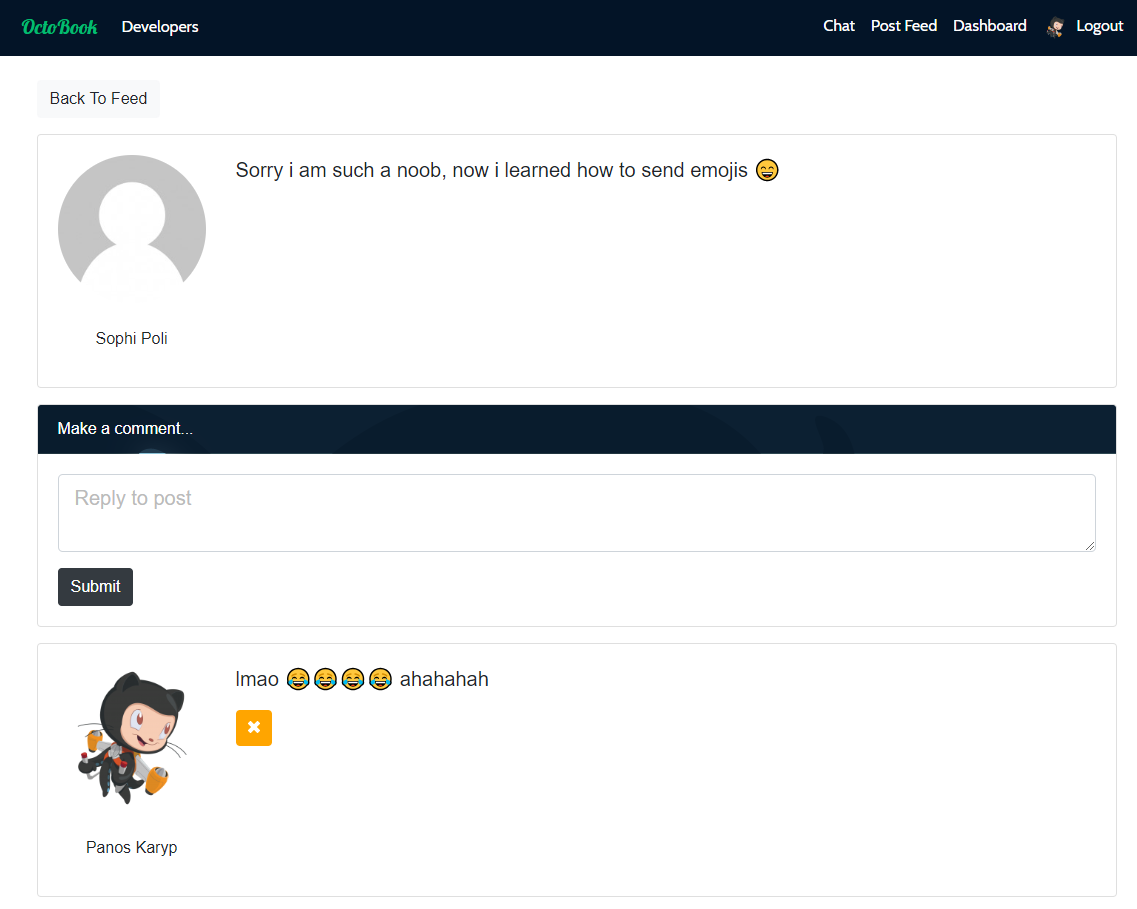 OctoBook Developers Chat Post Feed Dashboard Logout
Back To Feed
Sorry i am such a noob, now i learned how to send emojis 😄
Sophi Poli
Make a comment...
Reply to post
Submit
lmao 😂😂😂😂 ahahahah
Panos Karyp